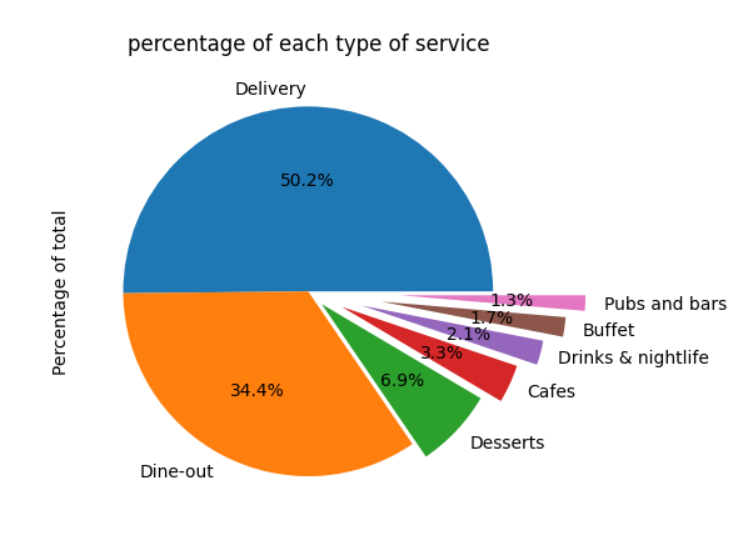 percentage of each type of service
Delivery
50.2%
Percentage of total
1.3%
Pubs and bars
1.7%
Buffet
2.1%
Drinks & nightlife
3.3%
Cafes
6.9%
Desserts
34.4%
Dine-out